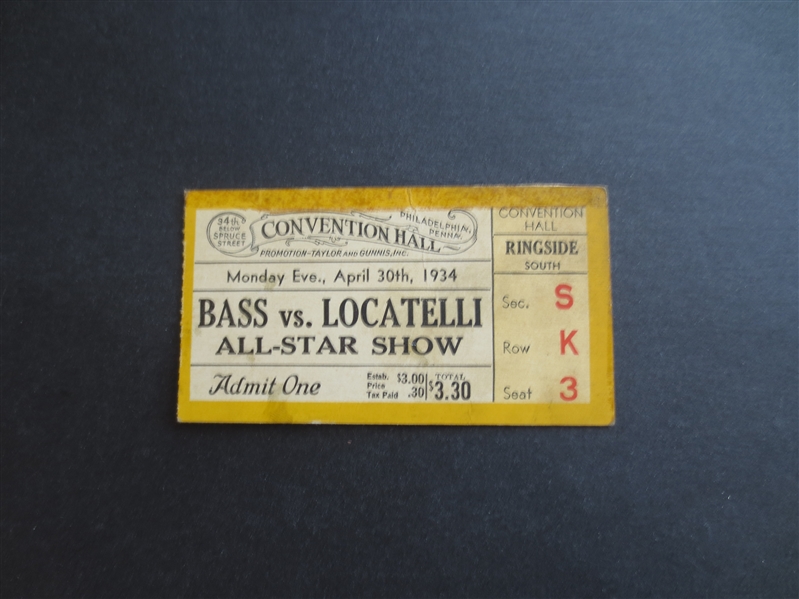 34th
BELOW
SPRUCE
STREET
CONVENTION HALL
PHILADELPHIA,
PENNA.
PROMOTION-TAYLOR AND GUNNIS, INC.
Monday Eve., April 30th, 1934
BASS vs. LOCATELLI
ALL-STAR SHOW
Admit One
Estab. Price $3.00
Tax Paid .30
TOTAL
$3.30
CONVENTION
HALL
RINGSIDE
SOUTH
Sec. S
Row K
Seat 3